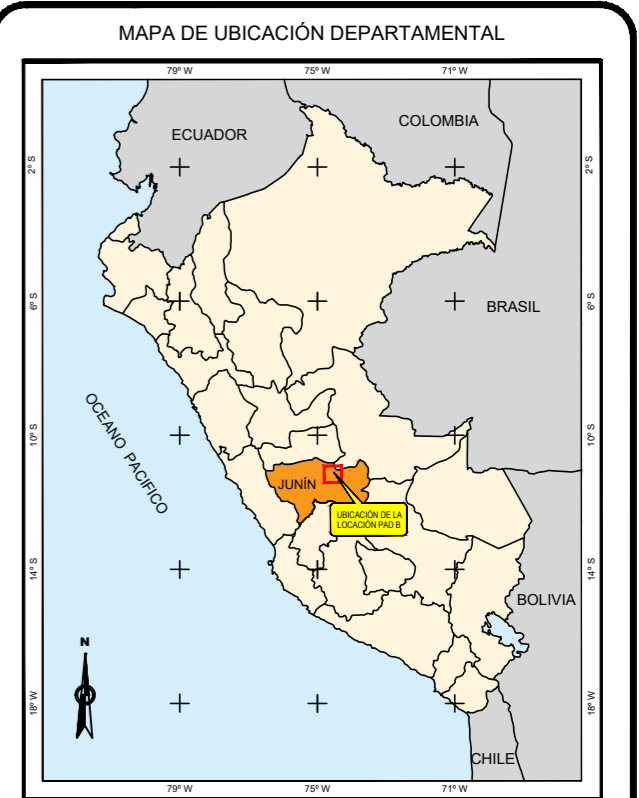 MAPA DE UBICACIÓN DEPARTAMENTAL
79° W 75° W 71° W
ECUADOR
COLOMBIA
2° S 2° S
6° S 6° S
BRASIL
OCEANO PACIFICO
10° S 10° S
JUNÍN
UBICACIÓN DE LA
LOCACIÓN PAD B
14° S 14° S
BOLIVIA
N
18° W 18° W
CHILE
79° W 75° W 71° W